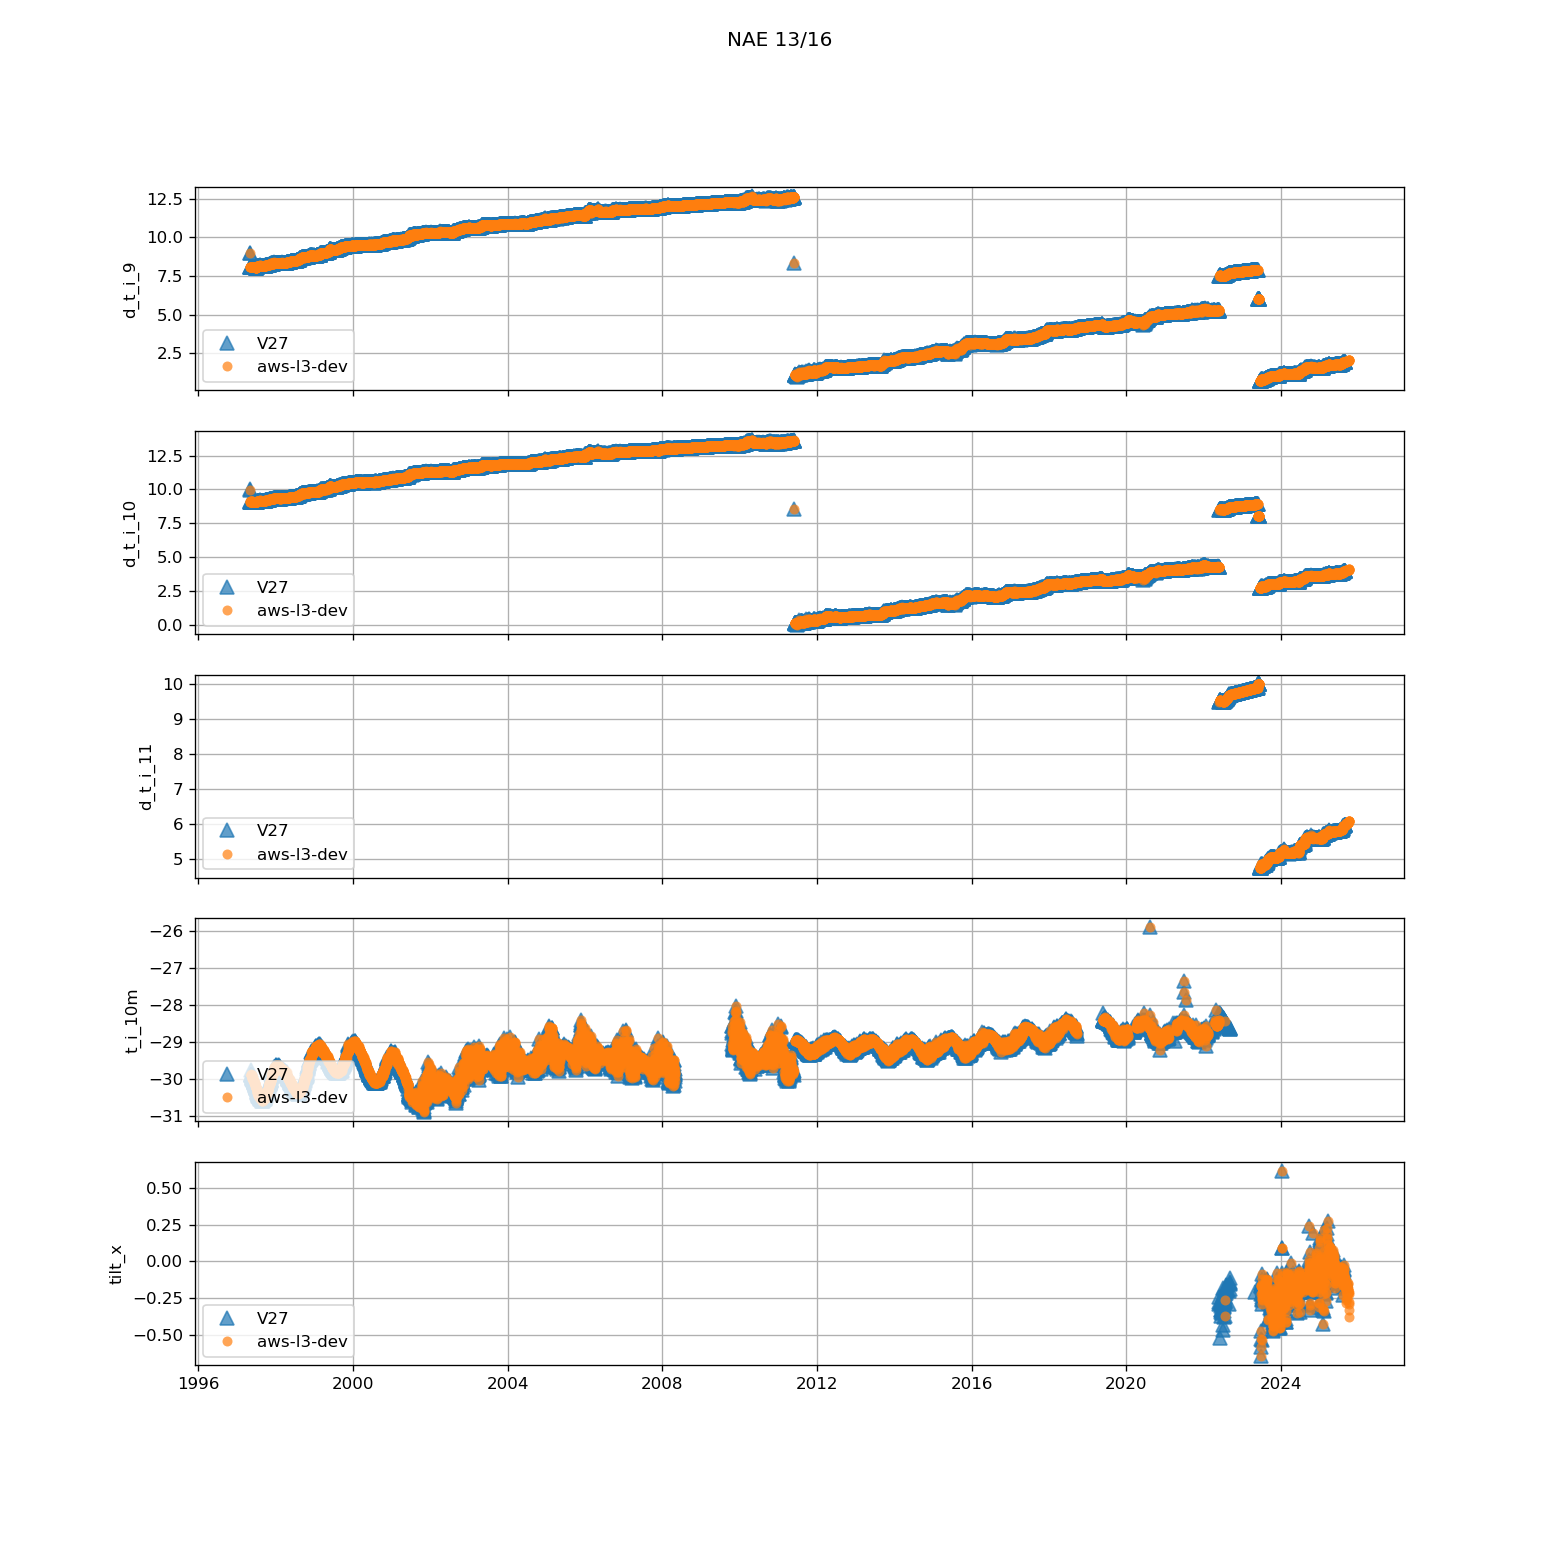 NAE 13/16
12.5
10.0
7.5
5.0
2.5
d_t_i_9
V27
aws-l3-dev
12.5
10.0
7.5
5.0
2.5
0.0
d_t_i_10
V27
aws-l3-dev
10
9
8
7
6
5
d_t_i_11
V27
aws-l3-dev
−26
−27
−28
−29
−30
−31
t_i_10m
V27
aws-l3-dev
0.50
0.25
0.00
−0.25
−0.50
tilt_x
V27
aws-l3-dev
1996 2000 2004 2008 2012 2016 2020 2024